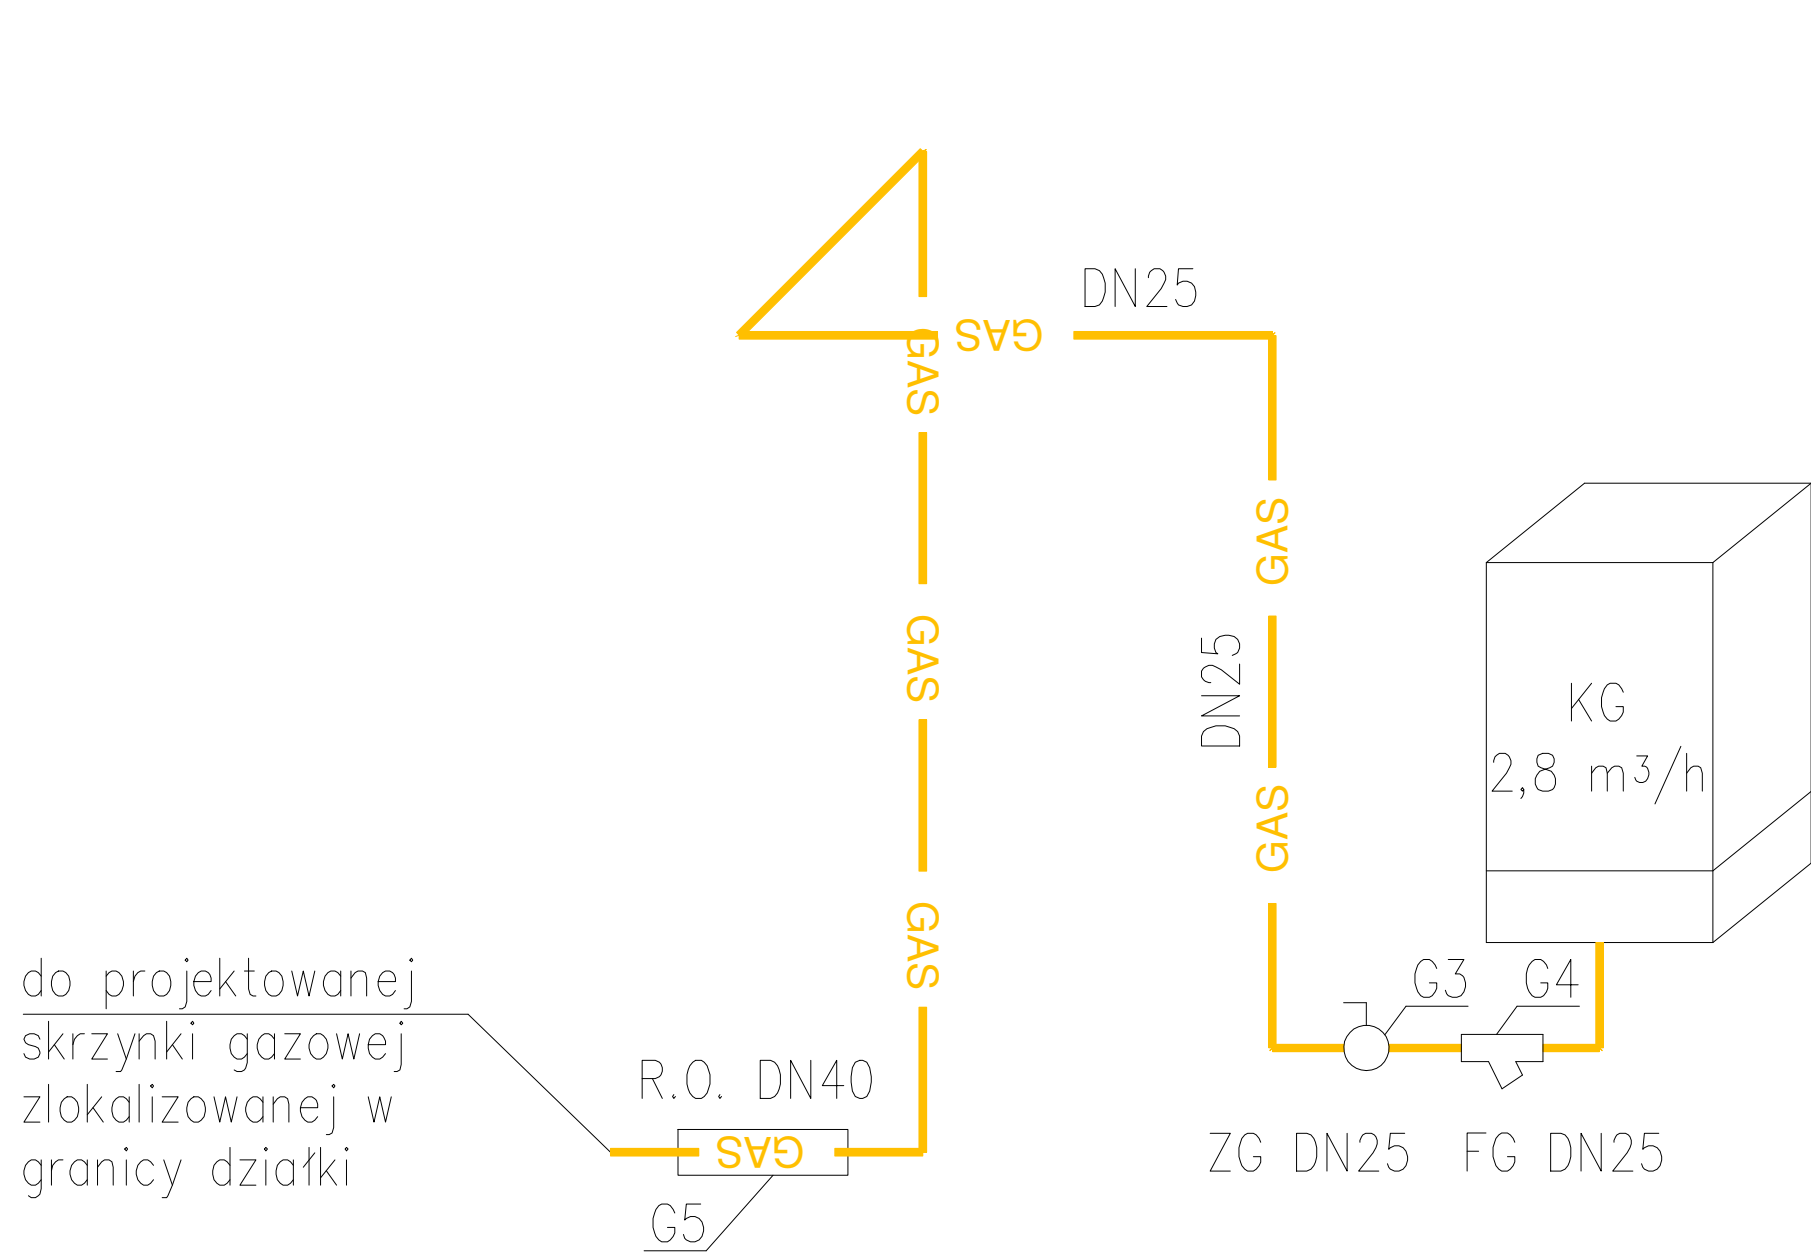 DN25
GAS
GAS
GAS
DN25
GAS
KG
2,8 m³/h
GAS
GAS
do projektowanej
skrzynki gazowej
zlokalizowanej w
granicy działki
G3
G4
R.O. DN40
GAS
ZG DN25
FG DN25
G5